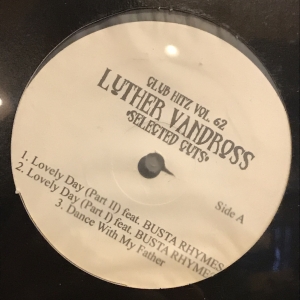 CLUB HITZ VOL. 62
LUTHER VANDROSS
"SELECTED CUTS"
Side A
1. Lovely Day (Part II) feat. BUSTA RHYMES
2. Lovely Day (Part I) feat. BUSTA RHYMES
3. Dance With My Father